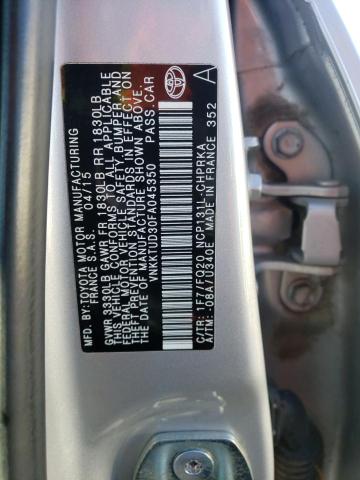 MFD. BY: TOYOTA MOTOR MANUFACTURING
FRANCE S.A.S. 04/15
GVWR 3330LB GAWR FR 1830LB RR 1830LB
THIS VEHICLE CONFORMS TO ALL APPLICABLE
FEDERAL MOTOR VEHICLE SAFETY, BUMPER, AND
THEFT PREVENTION STANDARDS IN EFFECT ON
THE DATE OF MANUFACTURE SHOWN ABOVE.
VNKKTUD30FA045350 PASS.CAR
C/TR: 1F7/FC20 NCP131L-CHPRKA
A/TM: -08A/U340E
Made in FRANCE 352
A